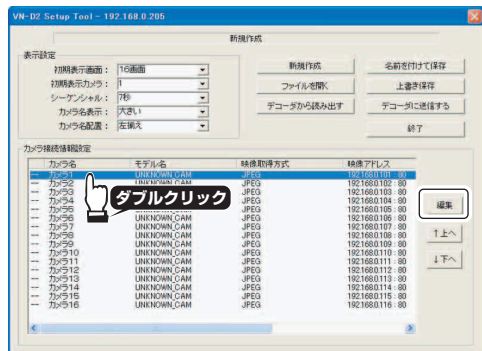 VN-D2 Setup Tool - 192.168.0.205
新規作成
表示設定
初期表示画面： 16画面
初期表示カメラ： 1
シーケンシャル： 7秒
カメラ名表示： 大きい
カメラ名配置： 左揃え
新規作成 名前を付けて保存
ファイルを開く 上書き保存
デコーダから読み出す デコーダに送信する
終了
カメラ接続情報設定
カメラ名 モデル名 映像取得方式 映像アドレス
--- カメラ1 UNKNOWN_CAM JPEG 192.168.0.101 : 80
--- カメラ2 UNKNOWN_CAM JPEG 192.168.0.102 : 80
--- カメラ3 UNKNOWN_CAM JPEG 192.168.0.103 : 80
--- カメラ4 UNKNOWN_CAM JPEG 192.168.0.104 : 80
--- カメラ5 UNKNOWN_CAM JPEG 192.168.0.105 : 80
--- カメラ6 UNKNOWN_CAM JPEG 192.168.0.106 : 80
--- カメラ7 UNKNOWN_CAM JPEG 192.168.0.107 : 80
--- カメラ8 UNKNOWN_CAM JPEG 192.168.0.108 : 80
--- カメラ9 UNKNOWN_CAM JPEG 192.168.0.109 : 80
--- カメラ10 UNKNOWN_CAM JPEG 192.168.0.110 : 80
--- カメラ11 UNKNOWN_CAM JPEG 192.168.0.111 : 80
--- カメラ12 UNKNOWN_CAM JPEG 192.168.0.112 : 80
--- カメラ13 UNKNOWN_CAM JPEG 192.168.0.113 : 80
--- カメラ14 UNKNOWN_CAM JPEG 192.168.0.114 : 80
--- カメラ15 UNKNOWN_CAM JPEG 192.168.0.115 : 80
--- カメラ16 UNKNOWN_CAM JPEG 192.168.0.116 : 80
ダブルクリック
編集
↑上へ
↓下へ